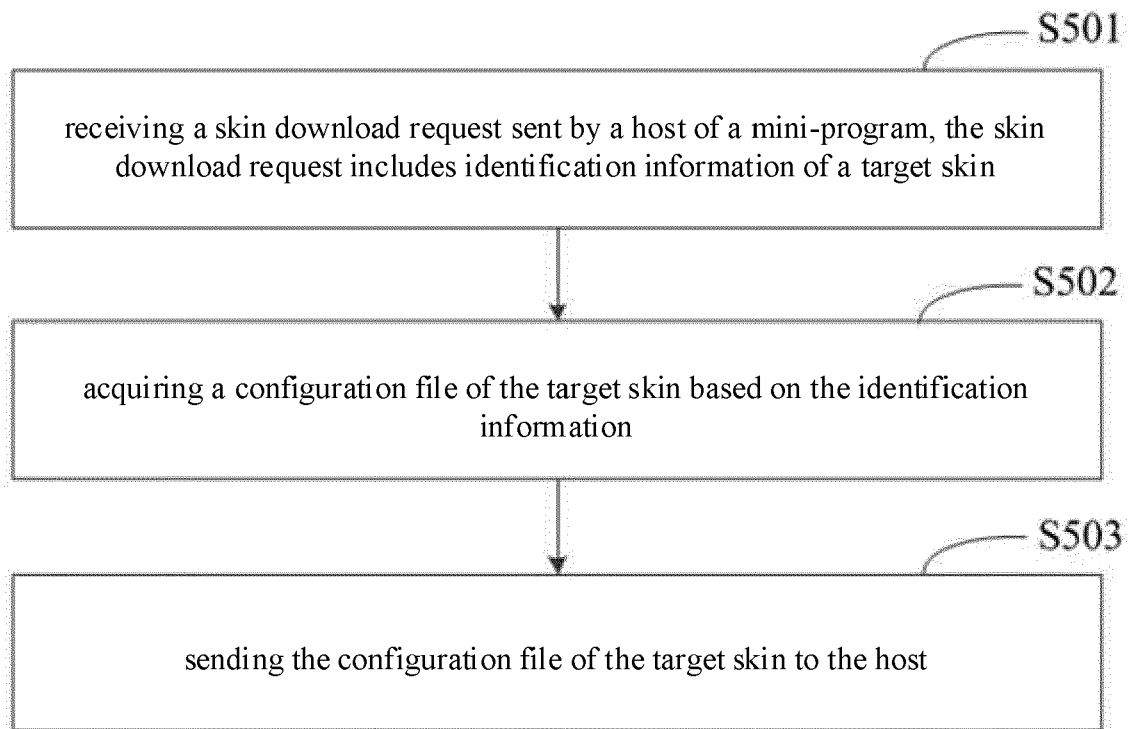 S501
receiving a skin download request sent by a host of a mini-program, the skin
download request includes identification information of a target skin
S502
acquiring a configuration file of the target skin based on the identification
information
S503
sending the configuration file of the target skin to the host